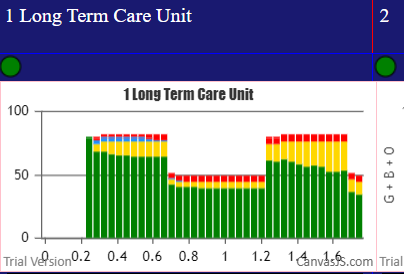 1 Long Term Care Unit
2
1 Long Term Care Unit
100
50
0
G + B + O
0 0.2 0.4 0.6 0.8 1 1.2 1.4 1.6
Trial Version CanvasJS.com Trial